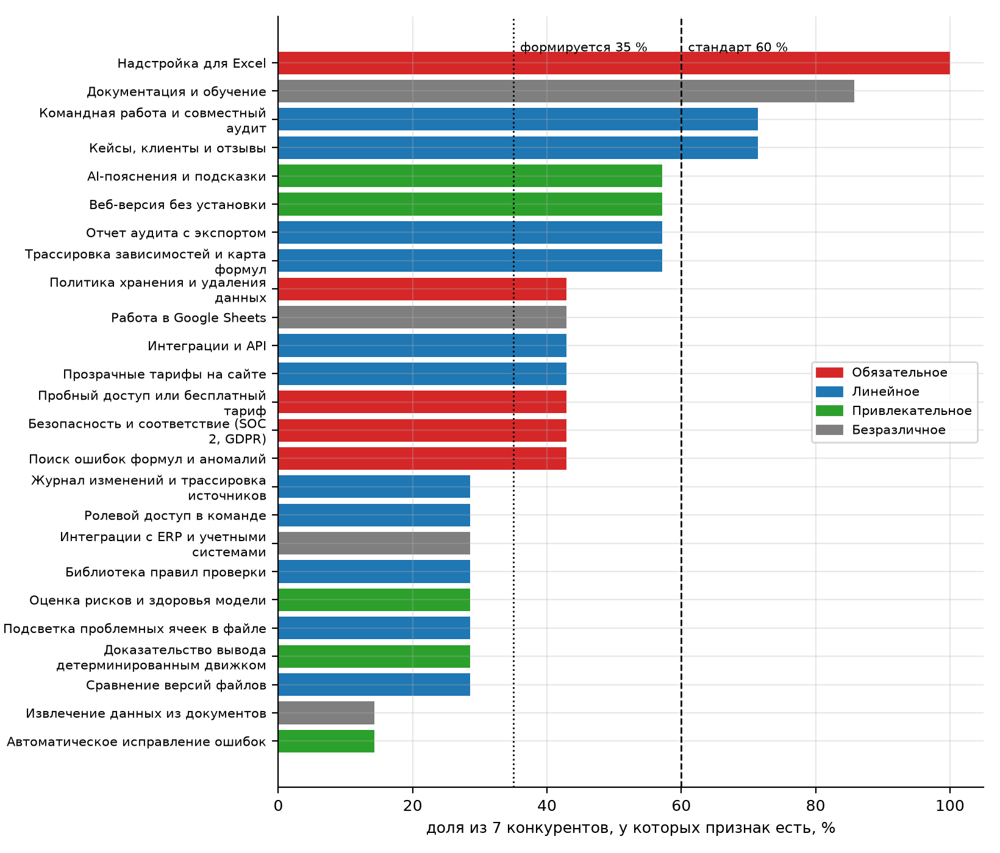 формируется 35 %
стандарт 60 %
Надстройка для Excel
Документация и обучение
Командная работа и совместный
аудит
Кейсы, клиенты и отзывы
AI-пояснения и подсказки
Веб-версия без установки
Отчет аудита с экспортом
Трассировка зависимостей и карта
формул
Политика хранения и удаления
данных
Работа в Google Sheets
Интеграции и API
Прозрачные тарифы на сайте
Пробный доступ или бесплатный
тариф
Безопасность и соответствие (SOC
2, GDPR)
Поиск ошибок формул и аномалий
Журнал изменений и трассировка
источников
Ролевой доступ в команде
Интеграции с ERP и учетными
системами
Библиотека правил проверки
Оценка рисков и здоровья модели
Подсветка проблемных ячеек в файле
Доказательство вывода
детерминированным движком
Сравнение версий файлов
Извлечение данных из документов
Автоматическое исправление ошибок
Обязательное
Линейное
Привлекательное
Безразличное
0 20 40 60 80 100
доля из 7 конкурентов, у которых признак есть, %